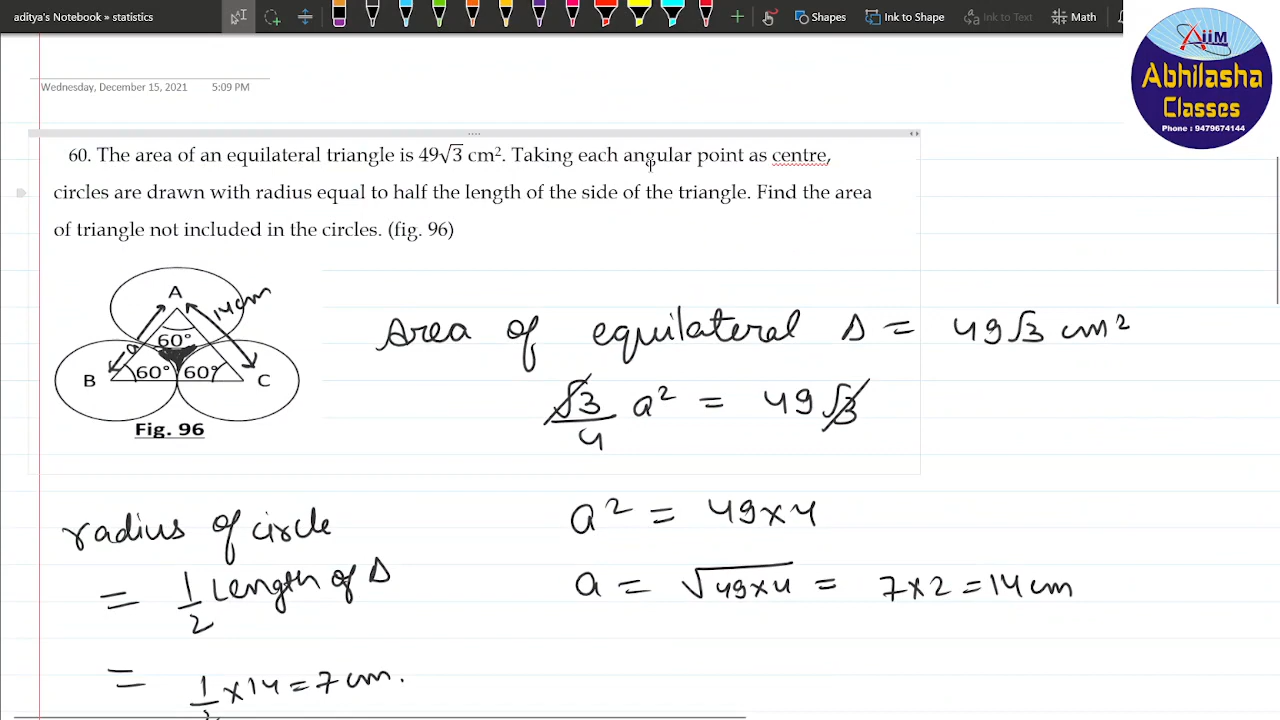 aditya's Notebook » statistics
Shapes
Ink to Shape
Ink to Text
Math
AiiM
Abhilasha
Classes
Phone : 9479674144
Wednesday, December 15, 2021 5:09 PM
60. The area of an equilateral triangle is 49√3 cm². Taking each angular point as centre,
circles are drawn with radius equal to half the length of the side of the triangle. Find the area
of triangle not included in the circles. (fig. 96)
A
14cm
a
60°
B 60° 60° C
Fig. 96
Area of equilateral Δ = 49√3 cm²
√3/4 a² = 49√3
a² = 49×4
a = √49×4 = 7×2 = 14cm
radius of circle
= 1/2 length of Δ
= 1/2 × 14 = 7cm.